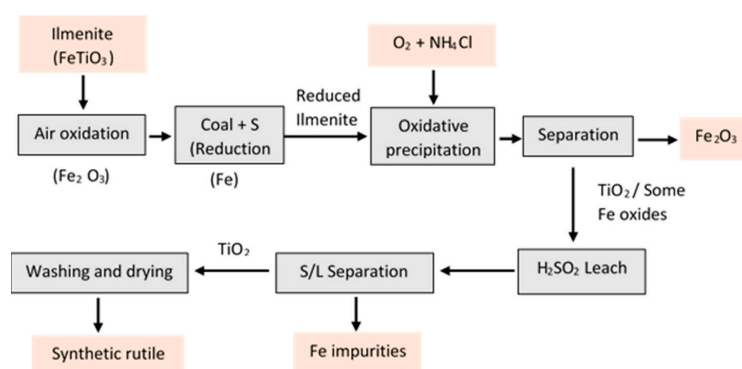 Ilmenite
(FeTiO₃)
O₂ + NH₄Cl
Air oxidation
(Fe₂ O₃)
Coal + S
(Reduction
(Fe)
Reduced
Ilmenite
Oxidative
precipitation
Separation
Fe₂O₃
TiO₂ / Some
Fe oxides
H₂SO₂ Leach
S/L Separation
TiO₂
Washing and drying
Fe impurities
Synthetic rutile